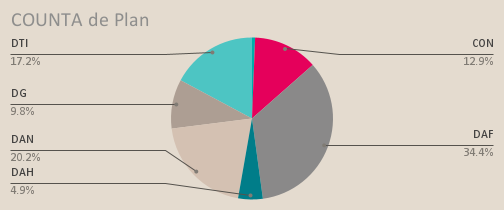 COUNTA de Plan
DTI
17.2%
DG
9.8%
DAN
20.2%
DAH
4.9%
CON
12.9%
DAF
34.4%